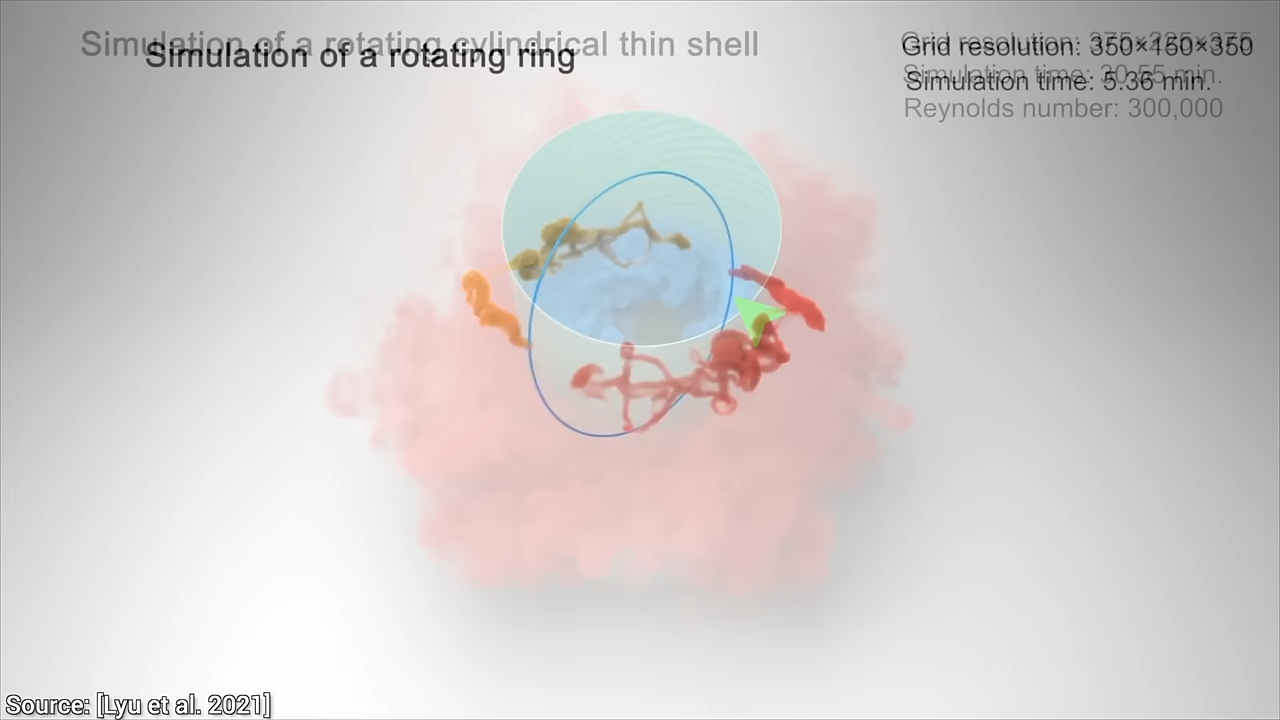 Simulation of a rotating cylindrical thin shell
Simulation of a rotating ring
Grid resolution: 350×160×350
Simulation time: 5.36 min.
Reynolds number: 300,000
Source: [Lyu et al. 2021]